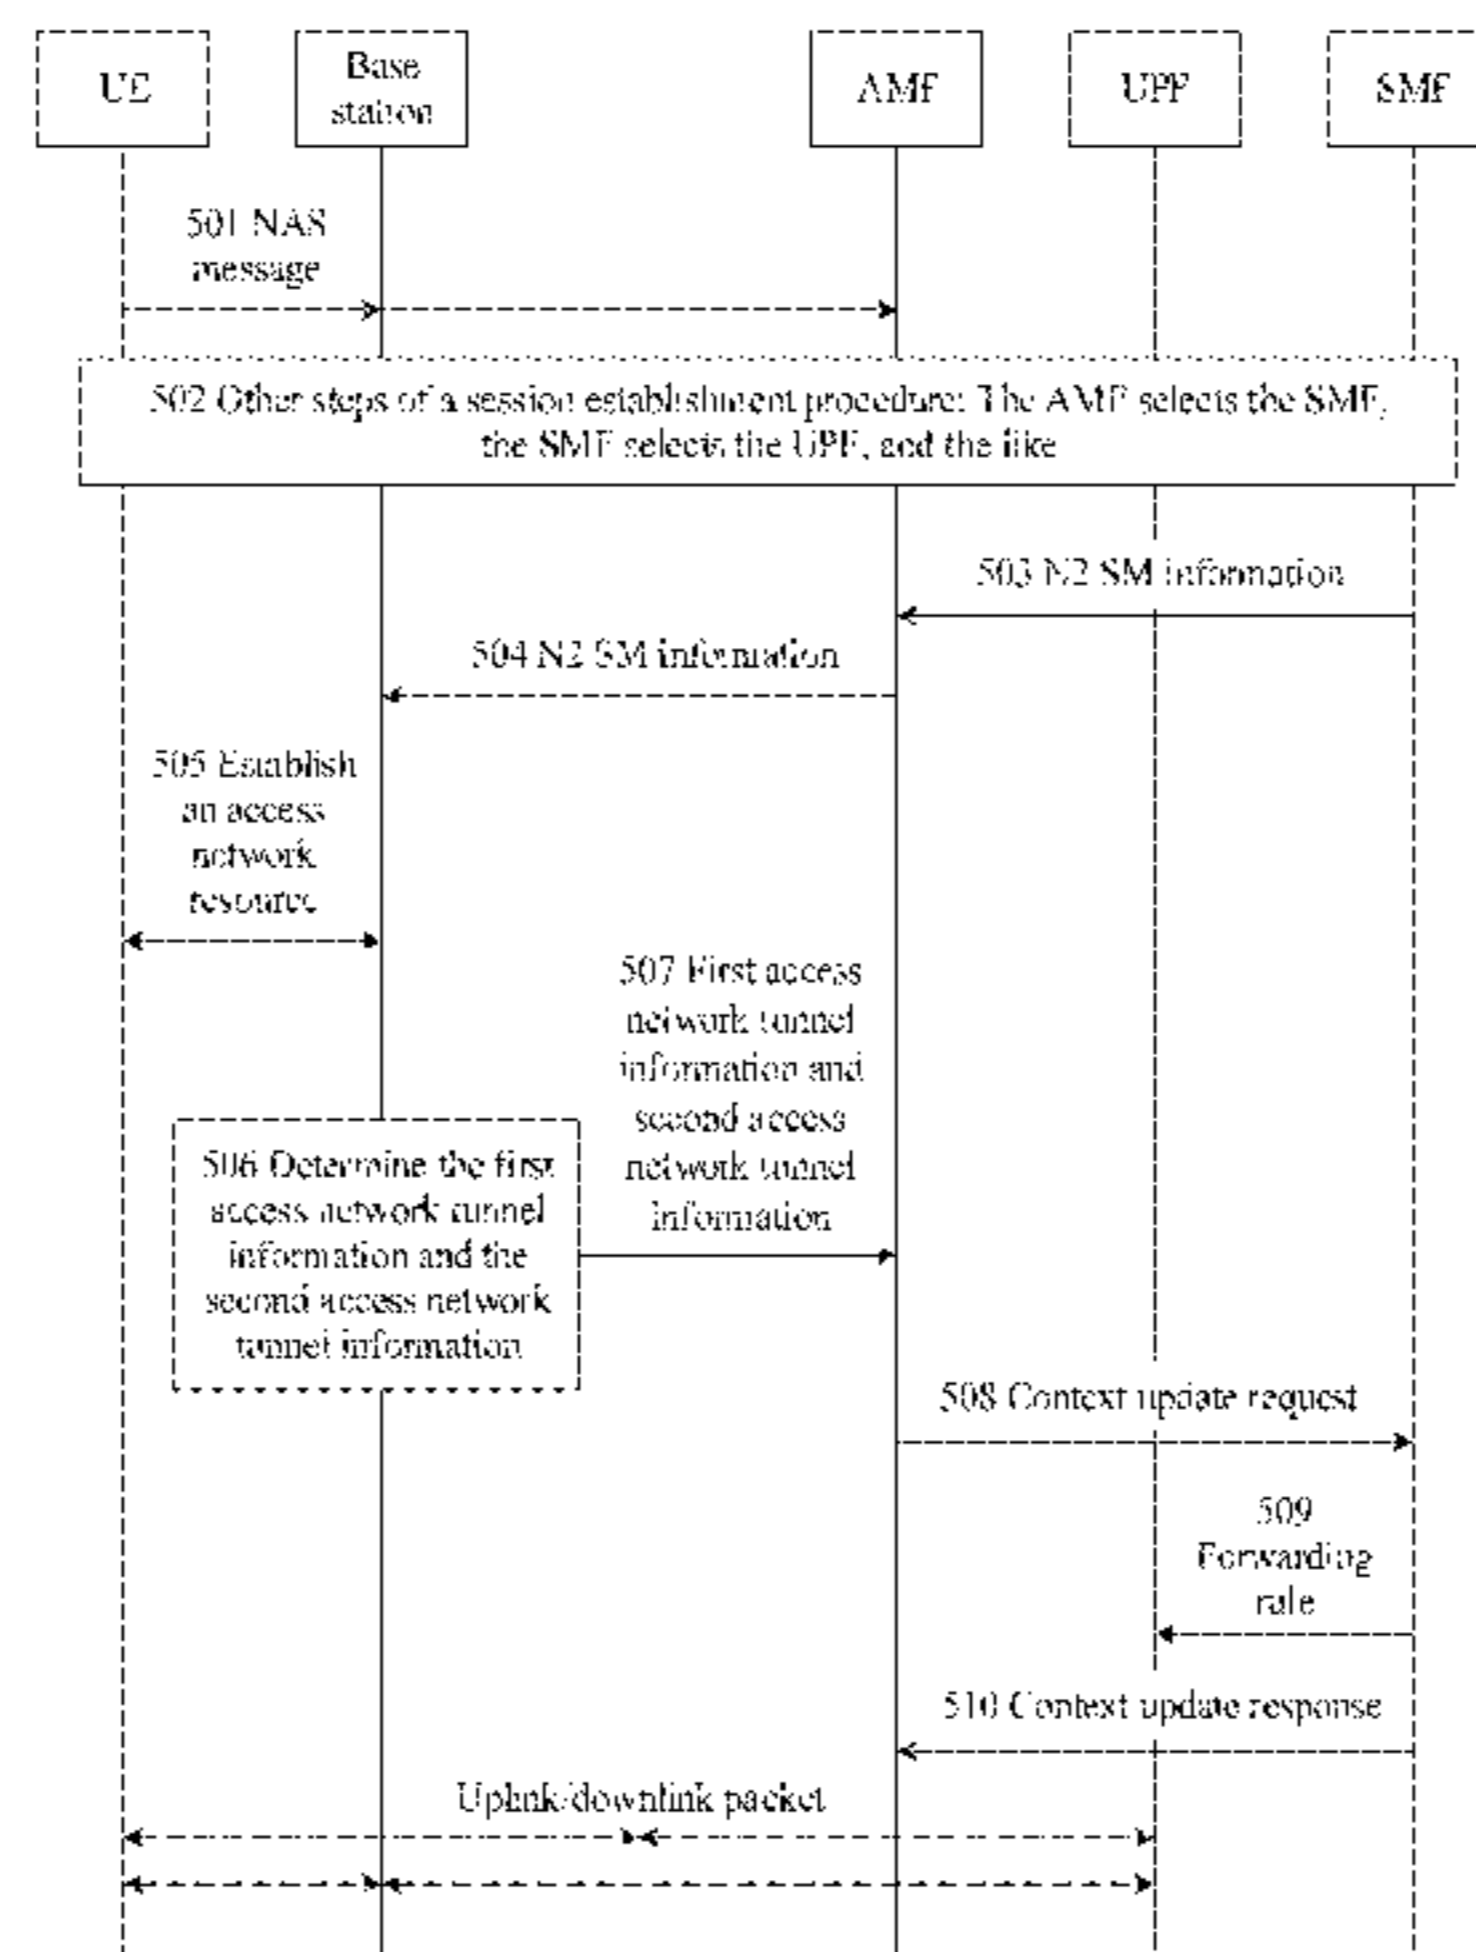 UE
Base
station
AMF
UPF
SMF
501 NAS
message
502 Other steps of a session establishment procedure: The AMF selects the SMF,
the SMF selects the UPF, and the like
503 N2 SM information
504 N2 SM information
505 Establish
an access
network
resource
507 First access
network tunnel
information and
second access
network tunnel
information
506 Determine the first
access network tunnel
information and the
second access network
tunnel information
508 Context update request
509
Forwarding
rule
510 Context update response
Uplink/downlink packet